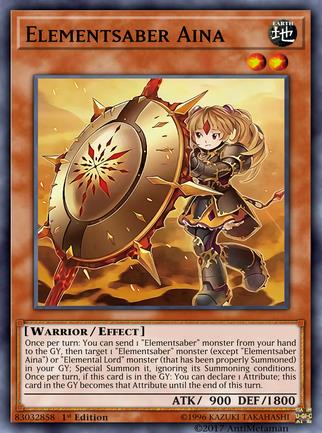 ELEMENTSABER AINA
EARTH
地
[WARRIOR / EFFECT]
Once per turn: You can send 1 "Elementsaber" monster from your hand
to the GY, then target 1 "Elementsaber" monster (except "Elementsaber
Aina") or "Elemental Lord" monster (that has been properly Summoned)
in your GY; Special Summon it, ignoring its Summoning conditions.
Once per turn, if this card is in the GY: You can declare 1 Attribute; this
card in the GY becomes that Attribute until the end of this turn.
ATK/ 900 DEF/1800
83032858 1st Edition ©1996 KAZUKI TAKAHASHI
©2017 AntiMetaman